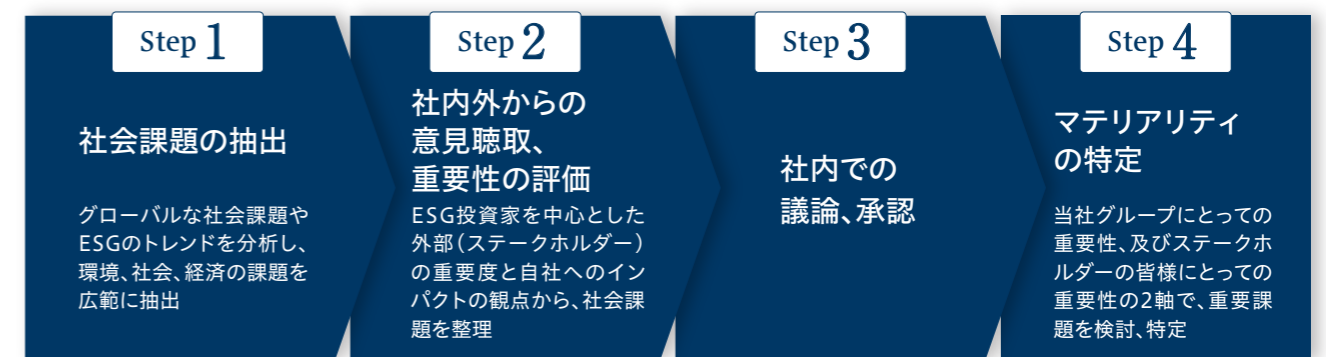 Step 1
社会課題の抽出
グローバルな社会課題や
ESGのトレンドを分析し、
環境、社会、経済の課題を
広範に抽出
Step 2
社内外からの
意見聴取、
重要性の評価
ESG投資家を中心とした
外部（ステークホルダー）
の重要度と自社へのイン
パクトの観点から、社会課
題を整理
Step 3
社内での
議論、承認
Step 4
マテリアリティ
の特定
当社グループにとっての
重要性、及びステークホ
ルダーの皆様にとっての
重要性の2軸で、重要課
題を検討、特定